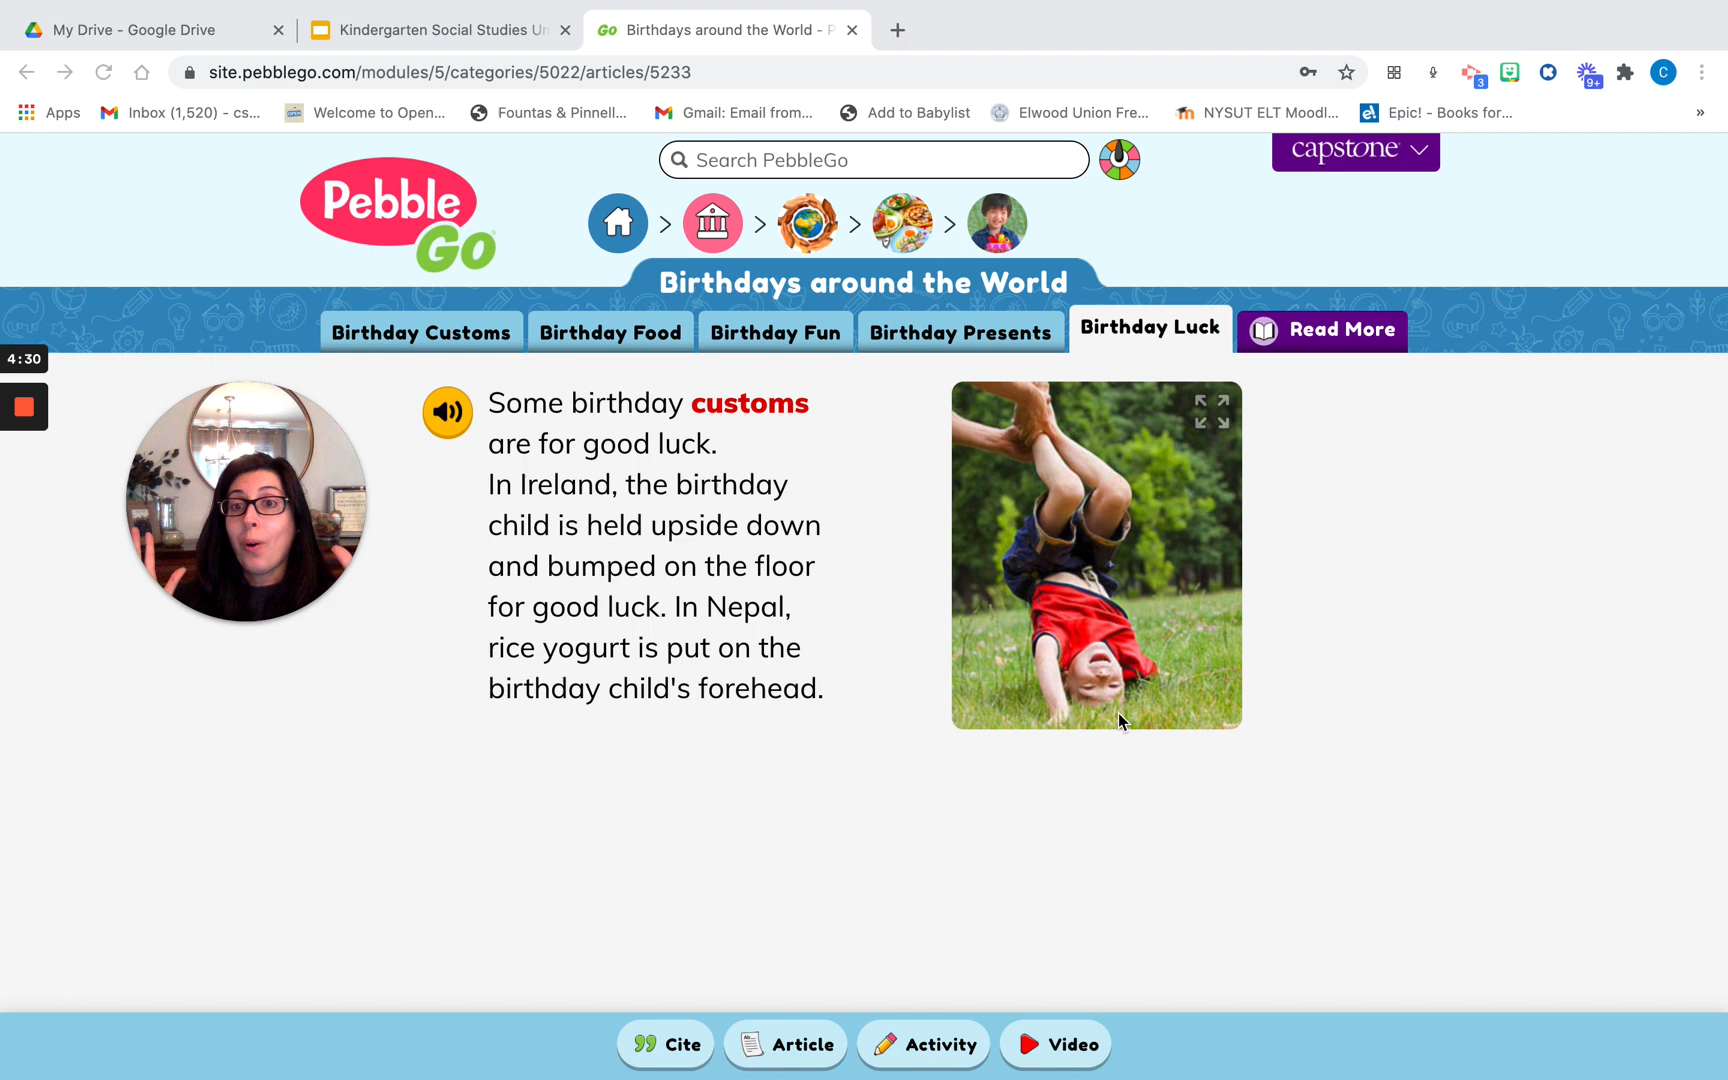 My Drive - Google Drive
Kindergarten Social Studies Un
GO Birthdays around the World - P
site.pebblego.com/modules/5/categories/5022/articles/5233
3
9+
C
Apps
Inbox (1,520) - cs...
Welcome to Open...
Fountas & Pinnell...
Gmail: Email from...
Add to Babylist
Elwood Union Fre...
NYSUT ELT Moodl...
Epic! - Books for...
»
Pebble
Go
Search PebbleGo
capstone
Birthdays around the World
Birthday Customs
Birthday Food
Birthday Fun
Birthday Presents
Birthday Luck
Read More
4:30
Some birthday customs
are for good luck.
In Ireland, the birthday
child is held upside down
and bumped on the floor
for good luck. In Nepal,
rice yogurt is put on the
birthday child's forehead.
Cite
Article
Activity
Video